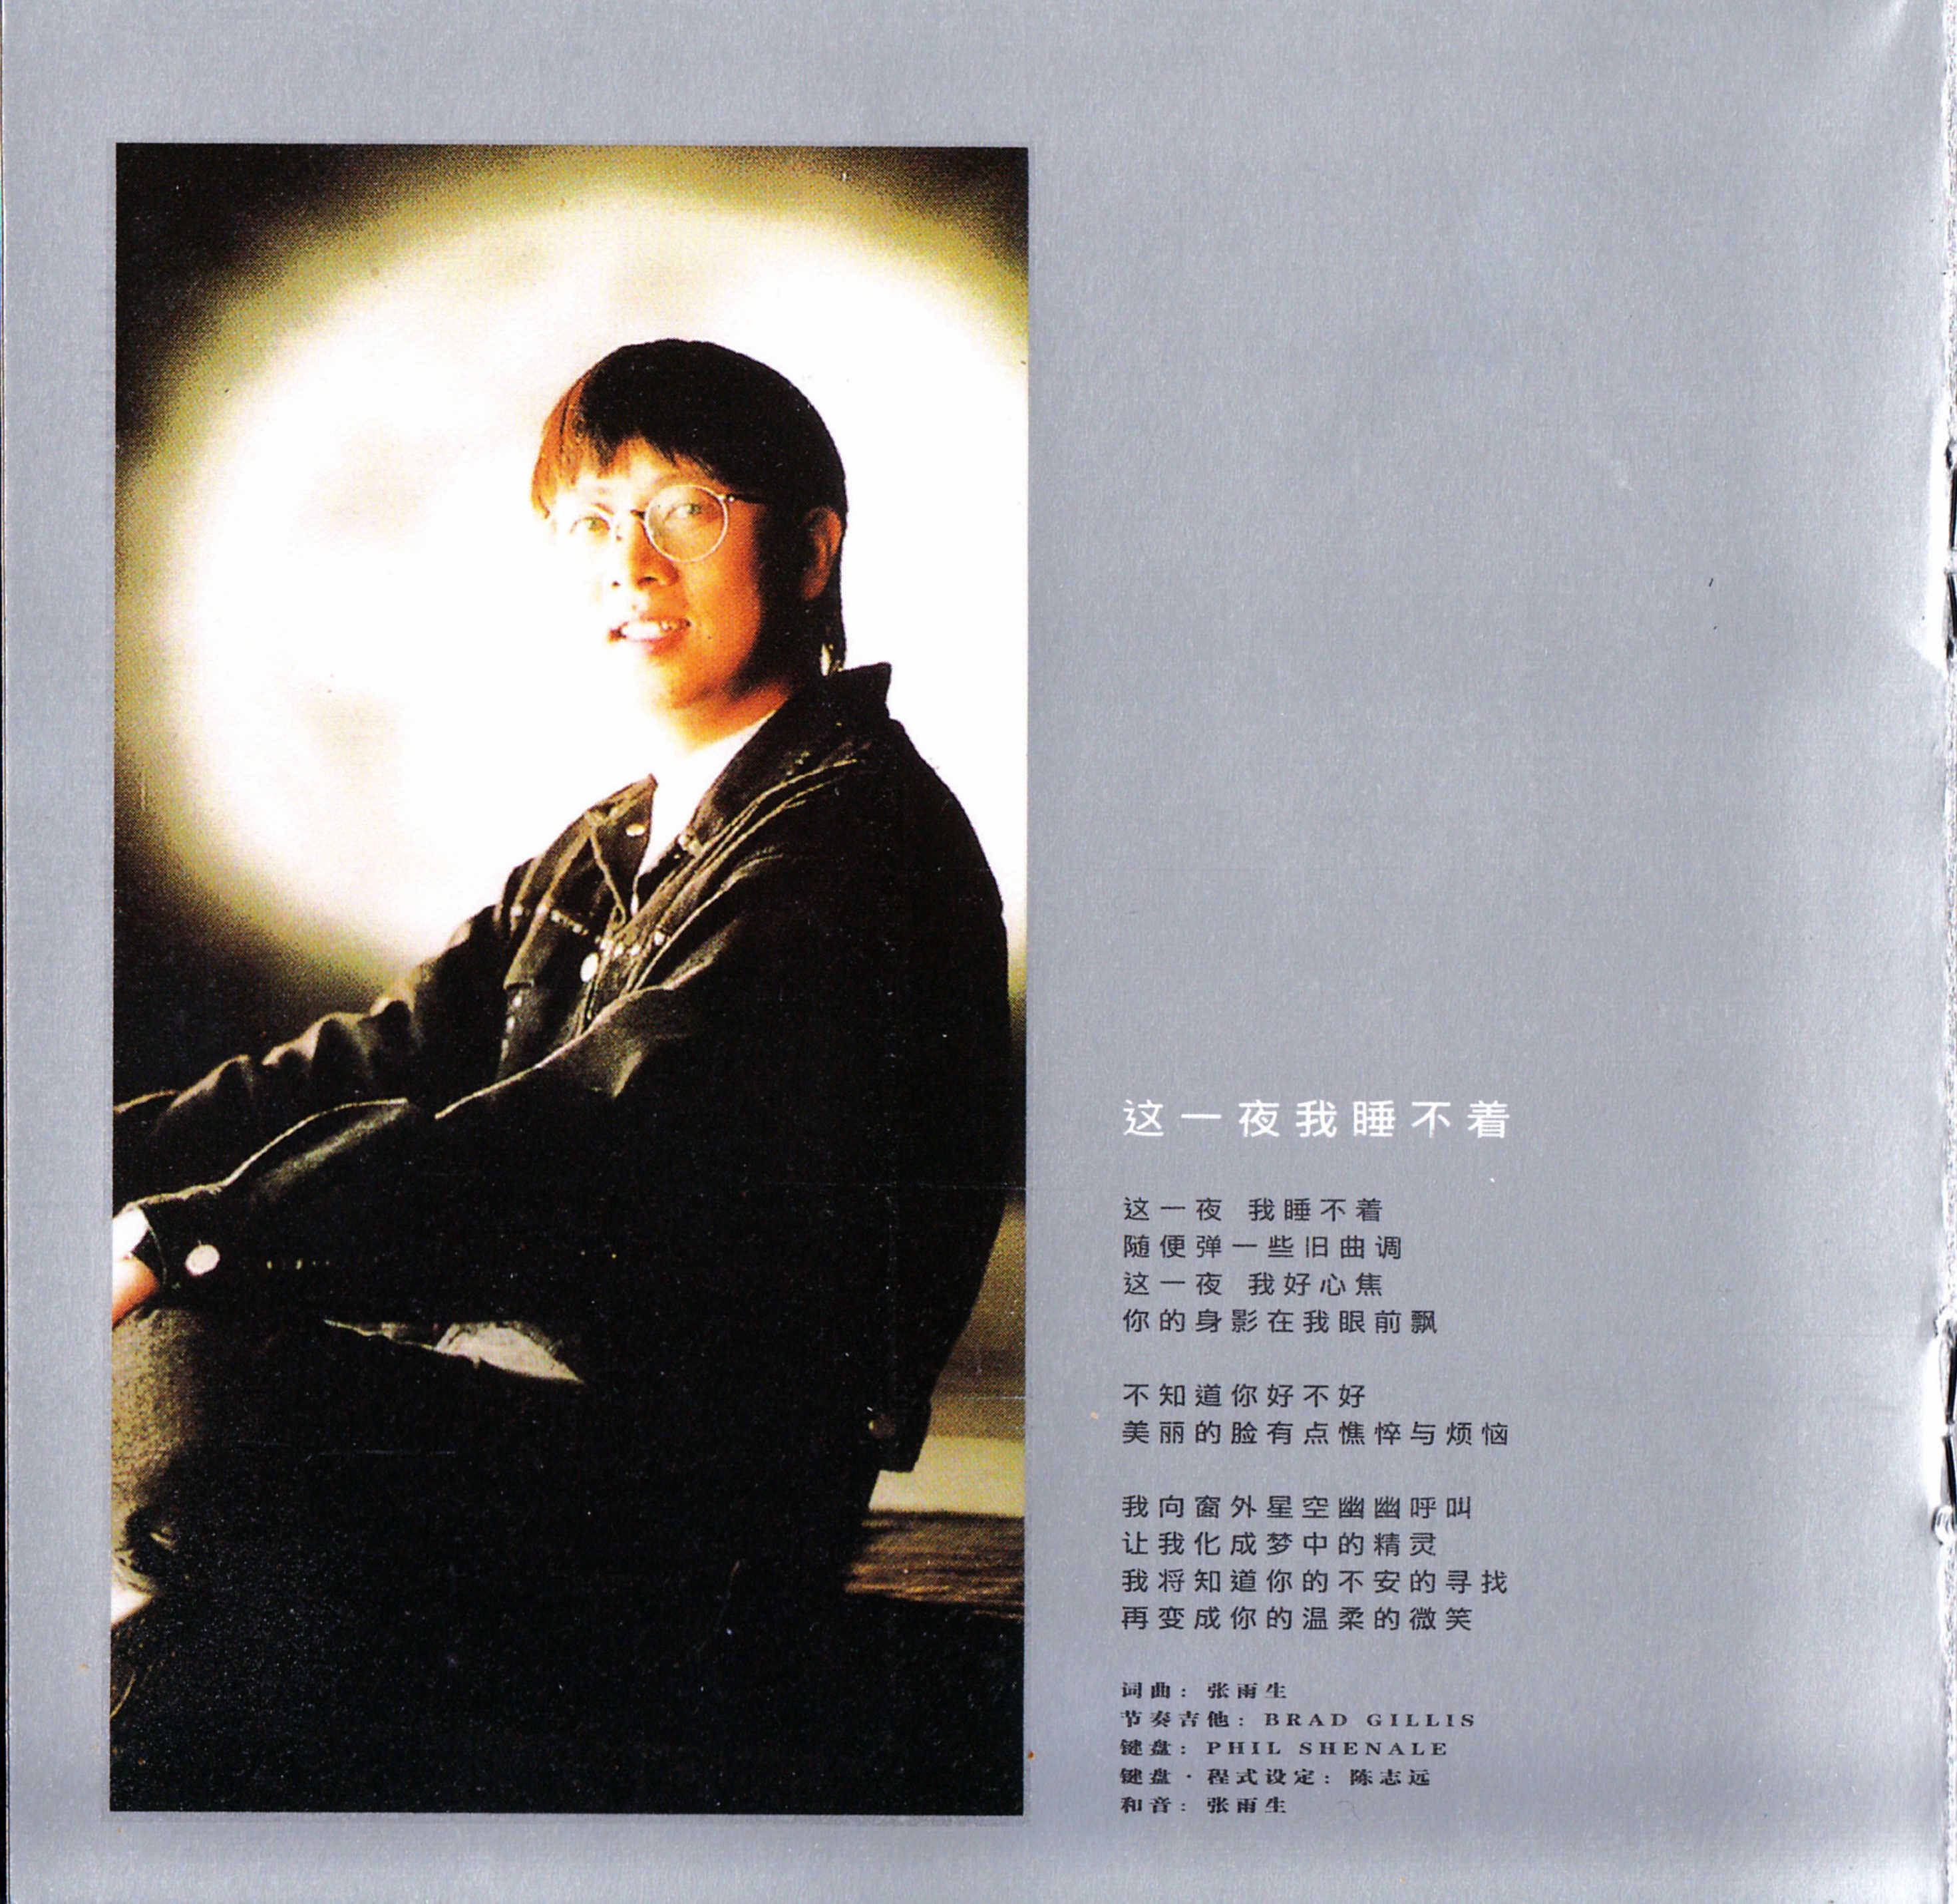 这一夜我睡不着
这一夜 我睡不着
随便弹一些旧曲调
这一夜 我好心焦
你的身影在我眼前飘
不知道你好不好
美丽的脸有点憔悴与烦恼
我向窗外星空幽幽呼叫
让我化成梦中的精灵
我将知道你的不安的寻找
再变成你的温柔的微笑
词曲：张雨生
节奏吉他：BRAD GILLIS
键盘：PHIL SHENALE
键盘·程式设定：陈志远
和音：张雨生